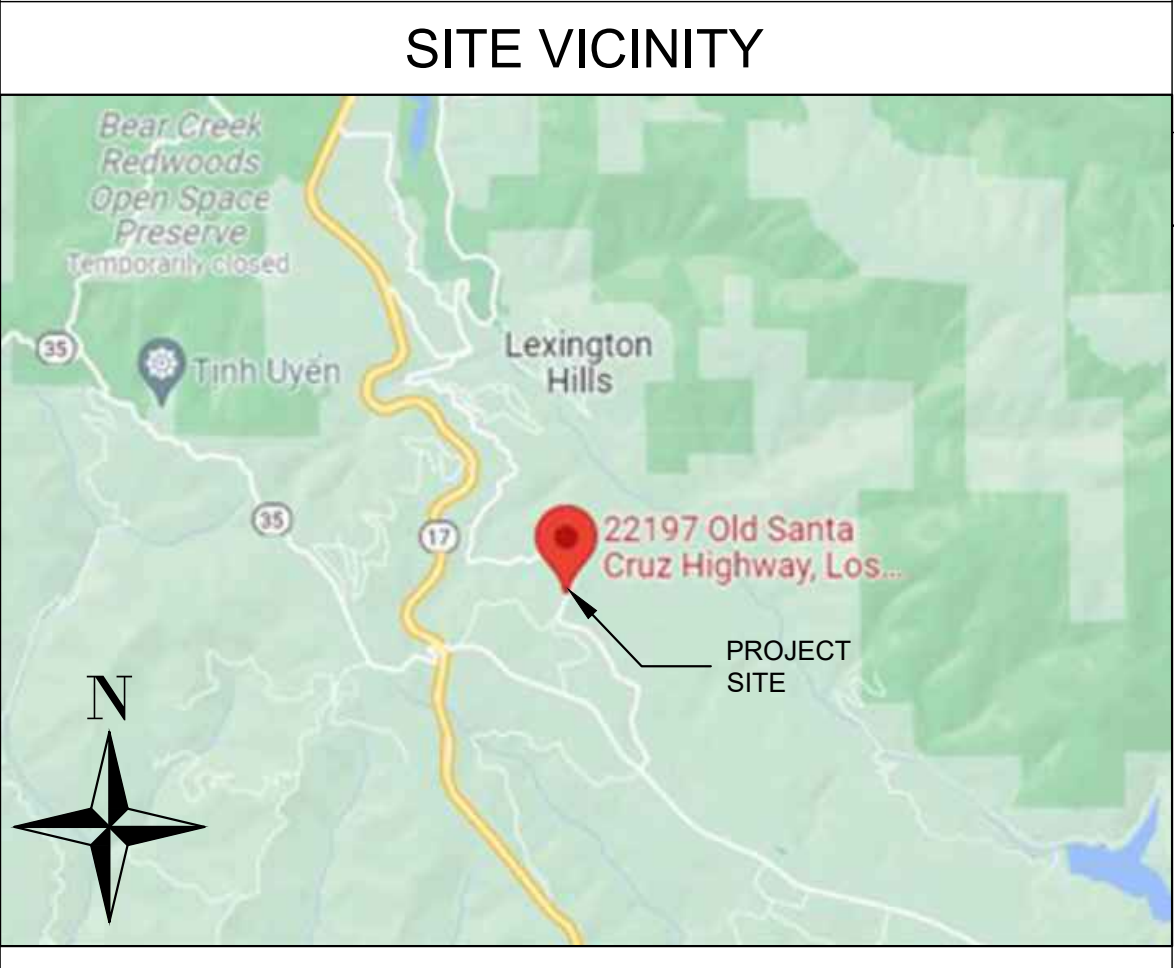 SITE VICINITY
Bear Creek
Redwoods
Open Space
Preserve
Temporarily closed
35
Tịnh Uyển
Lexington
Hills
35
17
22197 Old Santa
Cruz Highway, Los...
PROJECT
SITE
N